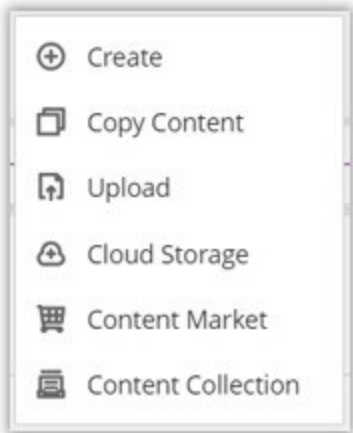 Create
Copy Content
Upload
Cloud Storage
Content Market
Content Collection